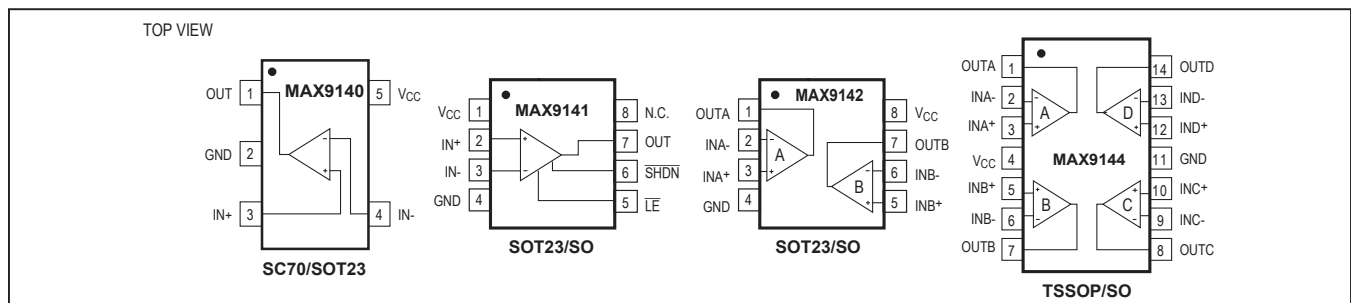 TOP VIEW
MAX9140
OUT 1
5 VCC
GND 2
IN+ 3
4 IN-
-
+
SC70/SOT23
MAX9141
VCC 1
8 N.C.
IN+ 2
+
7 OUT
IN- 3
-
6 SHDN
GND 4
5 LE
SOT23/SO
MAX9142
OUTA 1
8 VCC
INA- 2
-
A
7 OUTB
INA+ 3
+
-
B
6 INB-
GND 4
+
5 INB+
SOT23/SO
OUTA 1
14 OUTD
INA- 2
-
A
D
-
13 IND-
INA+ 3
+
+
12 IND+
VCC 4
MAX9144
11 GND
INB+ 5
+
B
C
+
10 INC+
INB- 6
-
-
9 INC-
OUTB 7
8 OUTC
TSSOP/SO